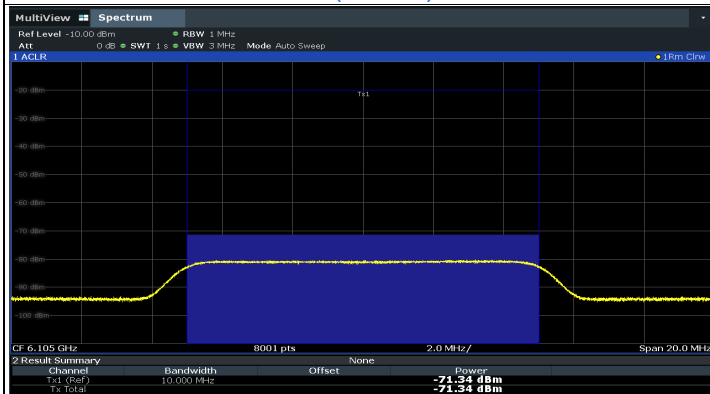 MultiView Spectrum
Ref Level -10.00 dBm RBW 1 MHz
Att 0 dB SWT 1 s VBW 3 MHz Mode Auto Sweep
1 ACLR 1Rm Clrw
-20 dBm
Tx1
-30 dBm
-40 dBm
-50 dBm
-60 dBm
-70 dBm
-80 dBm
-90 dBm
-100 dBm
CF 6.105 GHz 8001 pts 2.0 MHz/ Span 20.0 MHz
2 Result Summary None
Channel Bandwidth Offset Power
Tx1 (Ref) 10.000 MHz -71.34 dBm
Tx Total -71.34 dBm